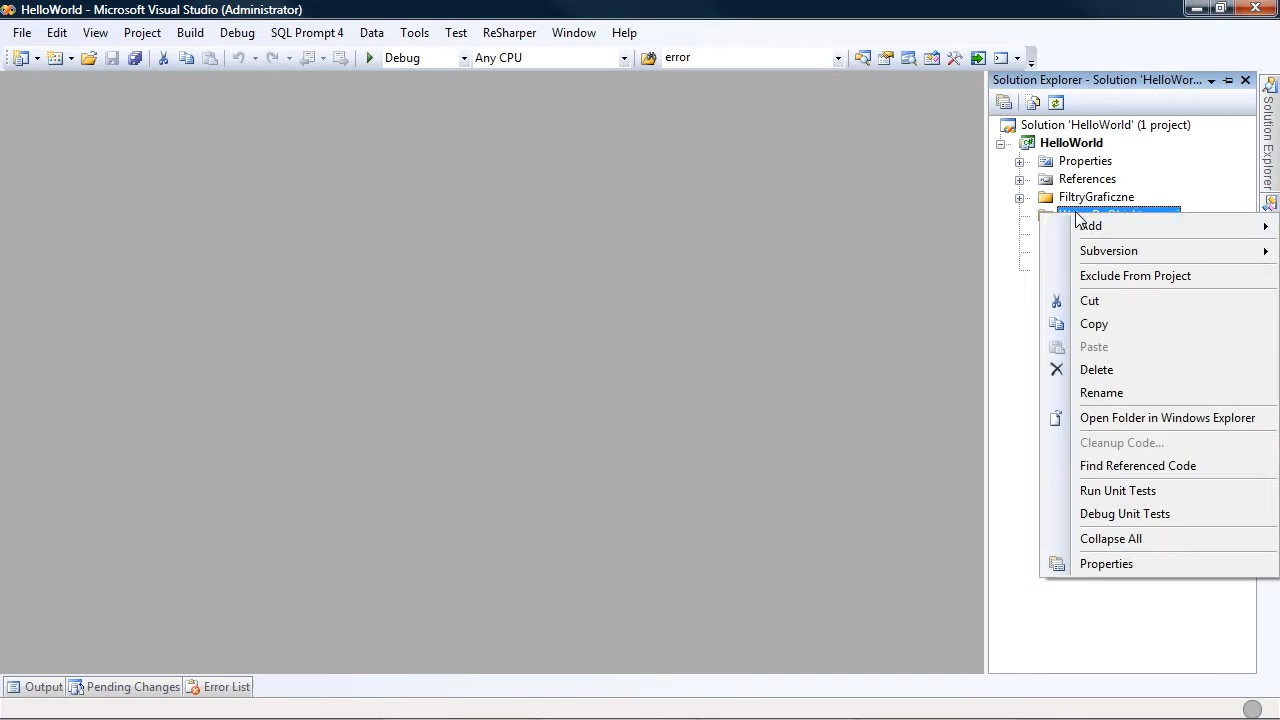 HelloWorld - Microsoft Visual Studio (Administrator)
File Edit View Project Build Debug SQL Prompt 4 Data Tools Test ReSharper Window Help
Debug Any CPU error
Solution Explorer - Solution 'HelloWor...
Solution Explorer
Solution 'HelloWorld' (1 project)
HelloWorld
Properties
References
FiltryGraficzne
Add
Subversion
Exclude From Project
Cut
Copy
Paste
Delete
Rename
Open Folder in Windows Explorer
Cleanup Code...
Find Referenced Code
Run Unit Tests
Debug Unit Tests
Collapse All
Properties
Output Pending Changes Error List